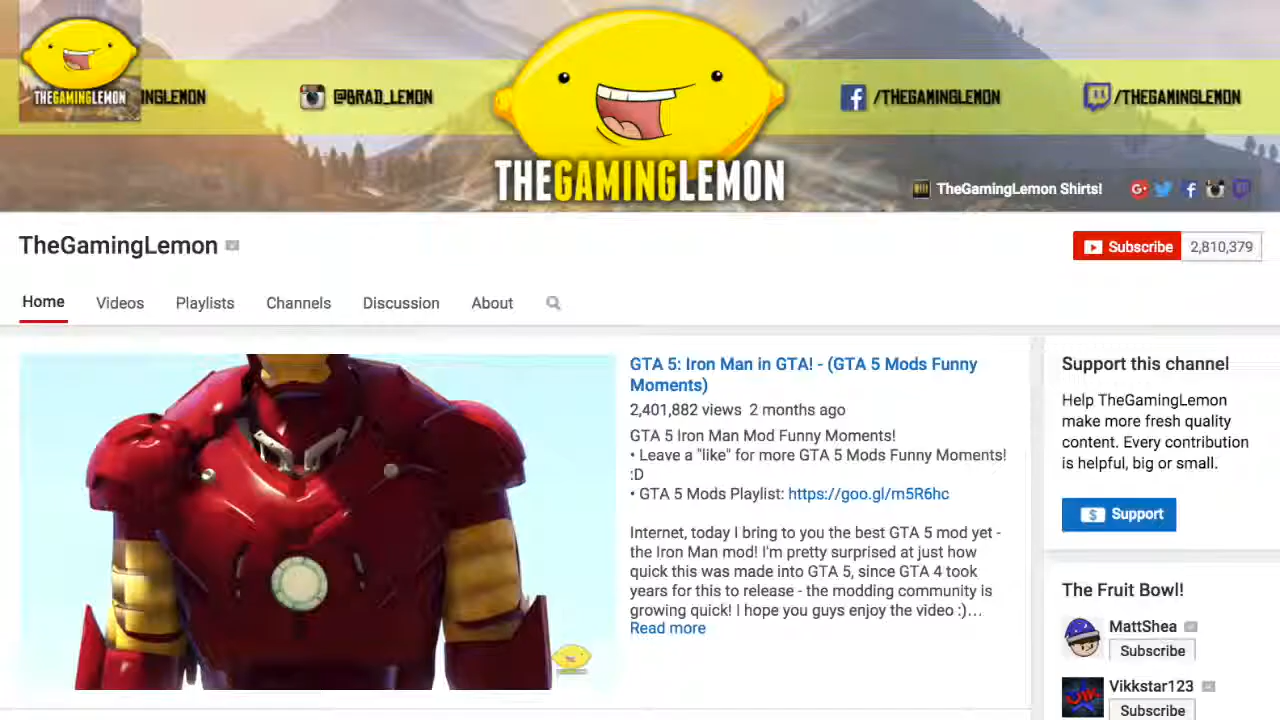 THEGAMINGLEMON
INGLEMON
@BRAD_LEMON
/THEGAMINGLEMON
/THEGAMINGLEMON
THEGAMINGLEMON
TheGamingLemon Shirts!
TheGamingLemon
Subscribe 2,810,379
Home Videos Playlists Channels Discussion About
GTA 5: Iron Man in GTA! - (GTA 5 Mods Funny
Moments)
2,401,882 views 2 months ago
GTA 5 Iron Man Mod Funny Moments!
• Leave a "like" for more GTA 5 Mods Funny Moments!
:D
• GTA 5 Mods Playlist: https://goo.gl/m5R6hc
Internet, today I bring to you the best GTA 5 mod yet -
the Iron Man mod! I'm pretty surprised at just how
quick this was made into GTA 5, since GTA 4 took
years for this to release - the modding community is
growing quick! I hope you guys enjoy the video :)...
Read more
Support this channel
Help TheGamingLemon
make more fresh quality
content. Every contribution
is helpful, big or small.
Support
The Fruit Bowl!
MattShea
Subscribe
Vikkstar123
Subscribe